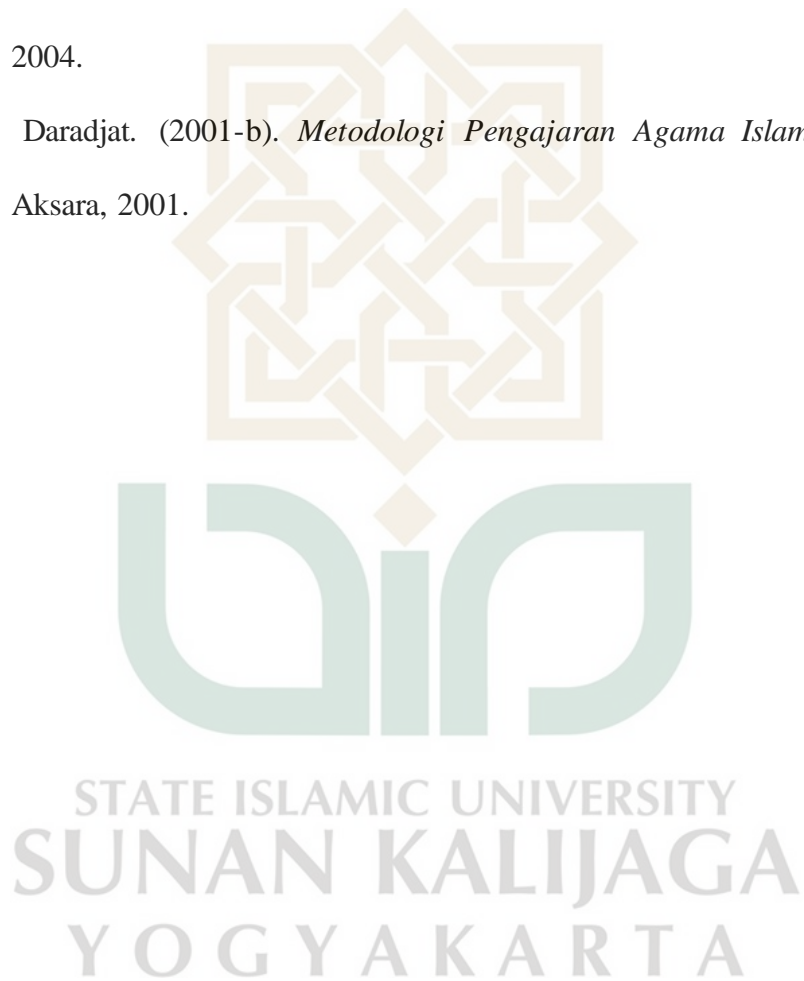 2004.
Daradjat. (2001-b). Metodologi Pengajaran Agama Islam
Aksara, 2001.
STATE ISLAMIC UNIVERSITY
SUNAN KALIJAGA
YOGYAKARTA